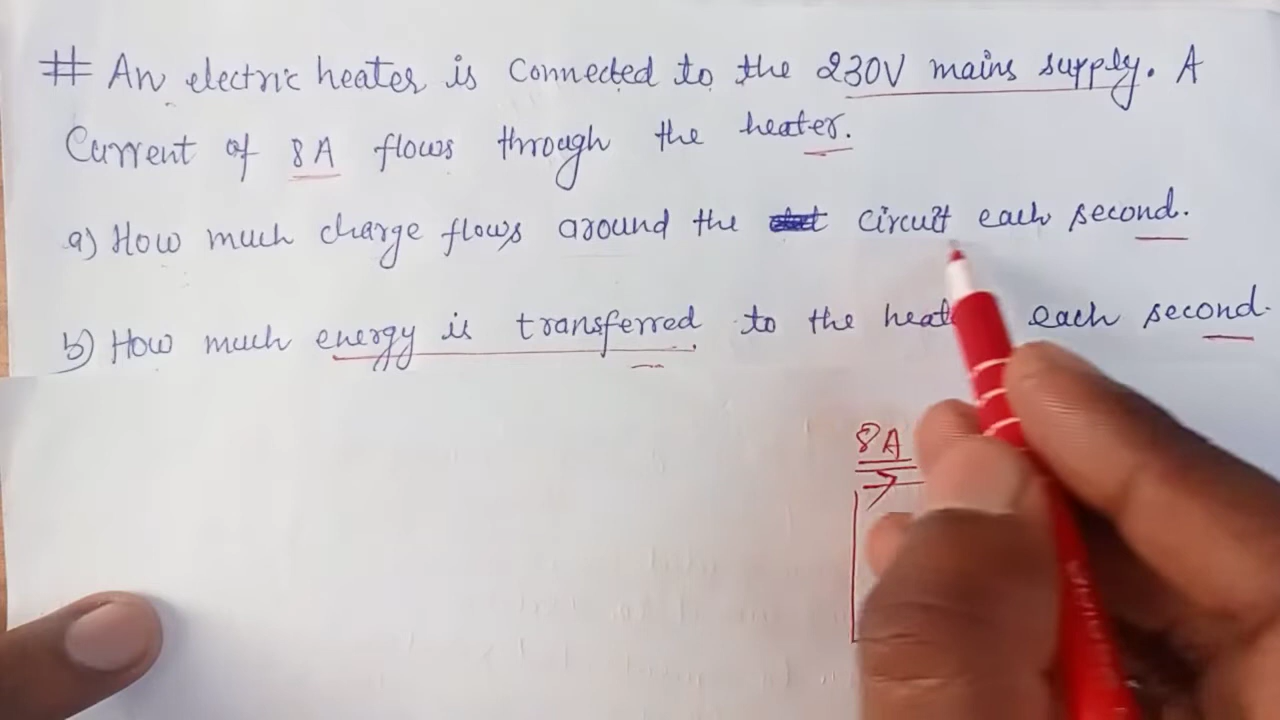 # An electric heater is connected to the 230V mains supply. A
Current of 8A flows through the heater.
a) How much charge flows around the circuit each second.
b) How much energy is transferred to the heat each second.
8A